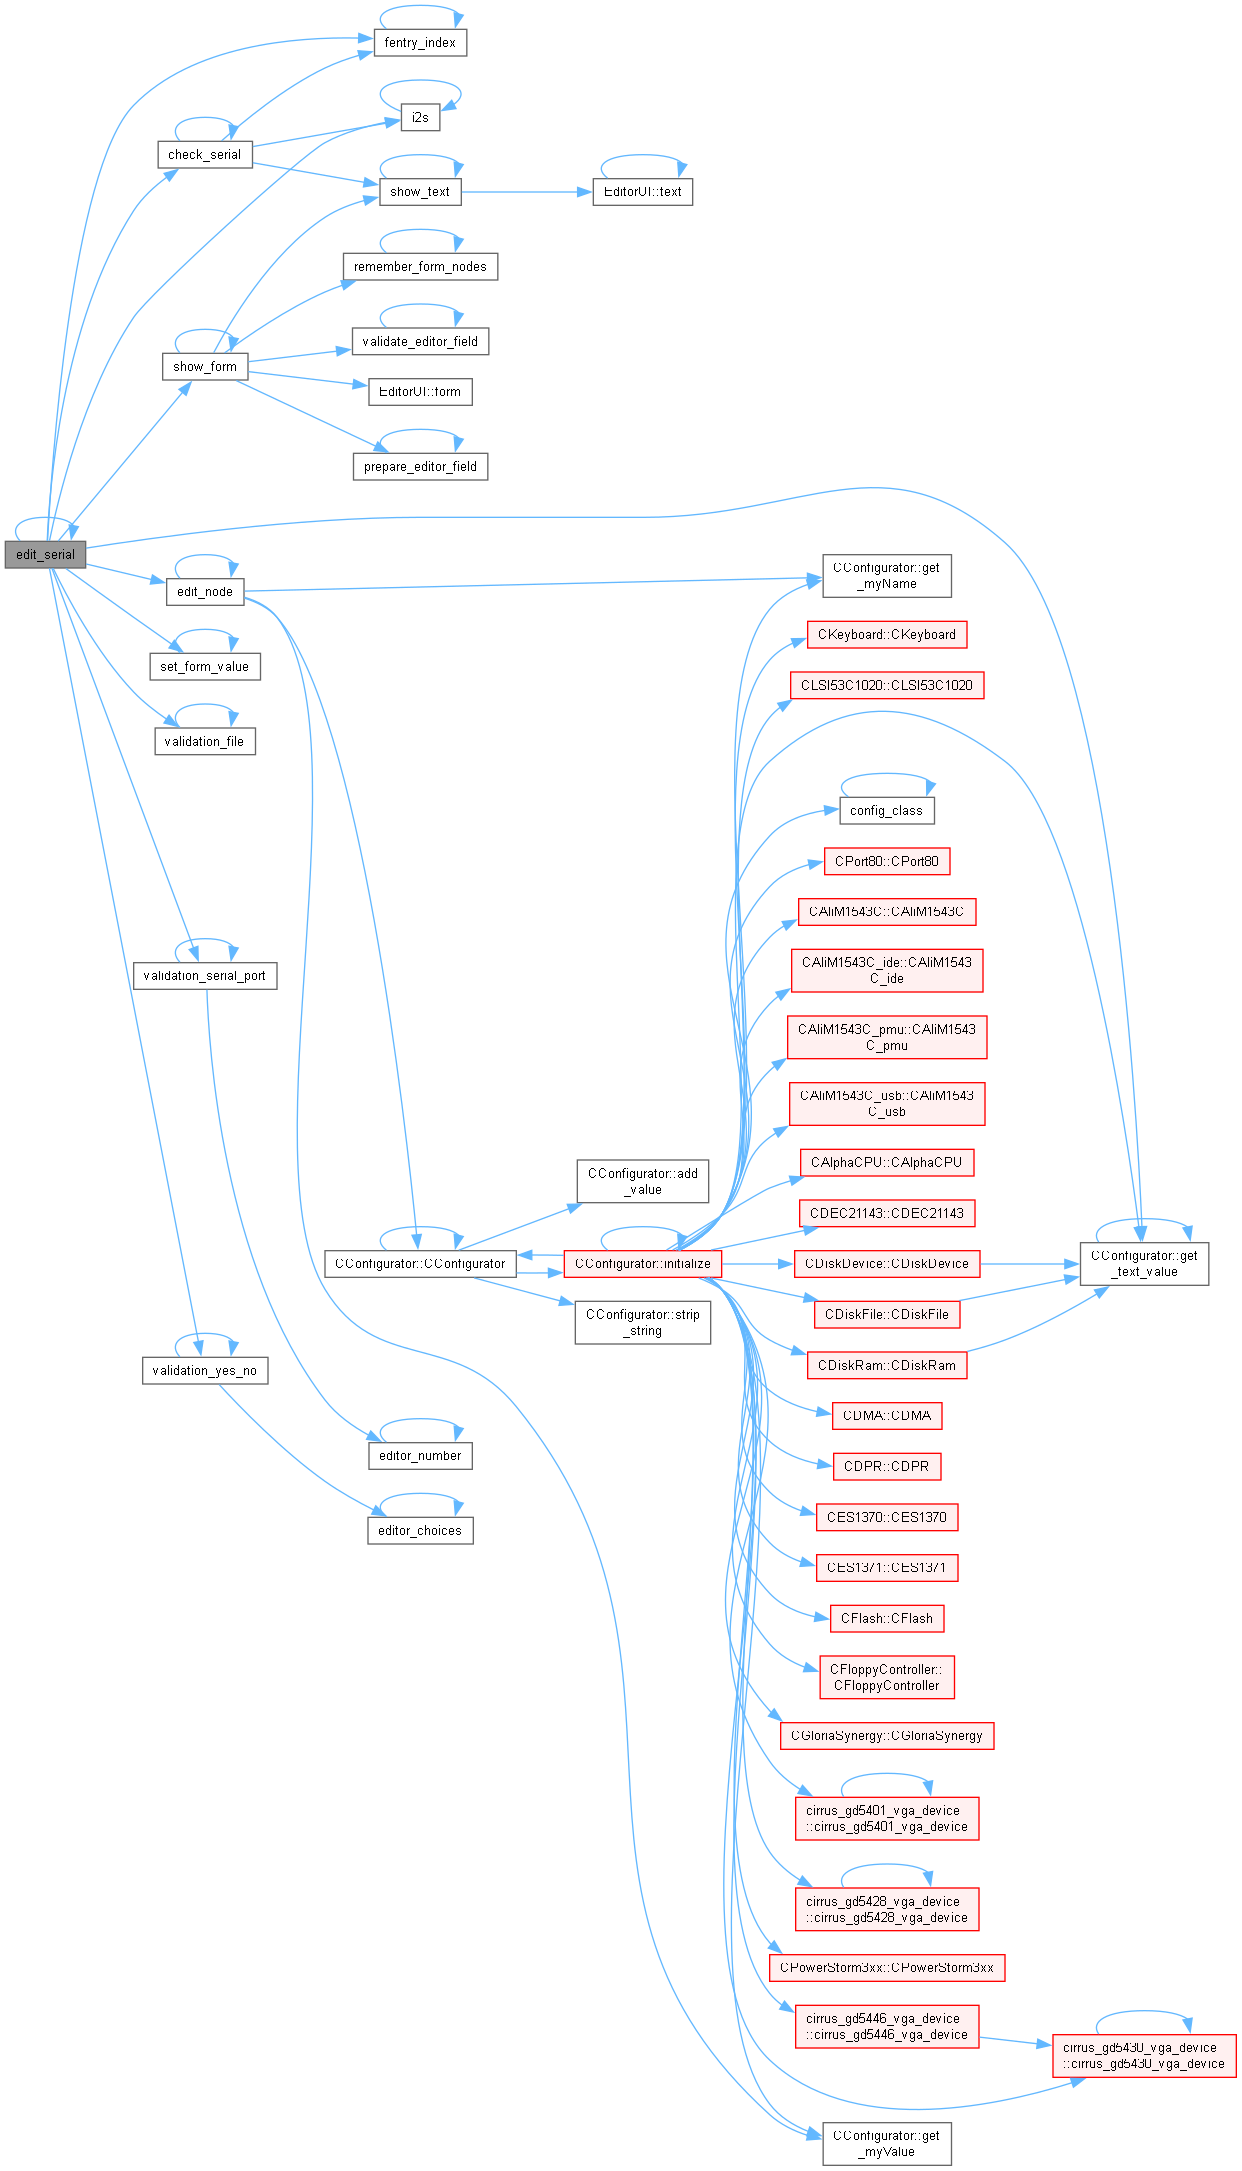 fentry_index
i2s
check_serial
show_text
EditorUI::text
remember_form_nodes
validate_editor_field
show_form
EditorUI::form
prepare_editor_field
edit_serial
edit_node
CConfigurator::get
_myName
CKeyboard::CKeyboard
set_form_value
CLSI53C1020::CLSI53C1020
validation_file
config_class
CPort80::CPort80
CAliM1543C::CAliM1543C
validation_serial_port
CAliM1543C_ide::CAliM1543
C_ide
CAliM1543C_pmu::CAliM1543
C_pmu
CAliM1543C_usb::CAliM1543
C_usb
CAlphaCPU::CAlphaCPU
CConfigurator::add
_value
CDEC21143::CDEC21143
CConfigurator::CConfigurator
CConfigurator::initialize
CDiskDevice::CDiskDevice
CConfigurator::get
_text_value
CConfigurator::strip
_string
CDiskFile::CDiskFile
validation_yes_no
CDiskRam::CDiskRam
CDMA::CDMA
editor_number
CDPR::CDPR
editor_choices
CES1370::CES1370
CES1371::CES1371
CFlash::CFlash
CFloppyController::
CFloppyController
CGloriaSynergy::CGloriaSynergy
cirrus_gd5401_vga_device
::cirrus_gd5401_vga_device
cirrus_gd5428_vga_device
::cirrus_gd5428_vga_device
CPowerStorm3xx::CPowerStorm3xx
cirrus_gd5446_vga_device
::cirrus_gd5446_vga_device
cirrus_gd5430_vga_device
::cirrus_gd5430_vga_device
CConfigurator::get
_myValue